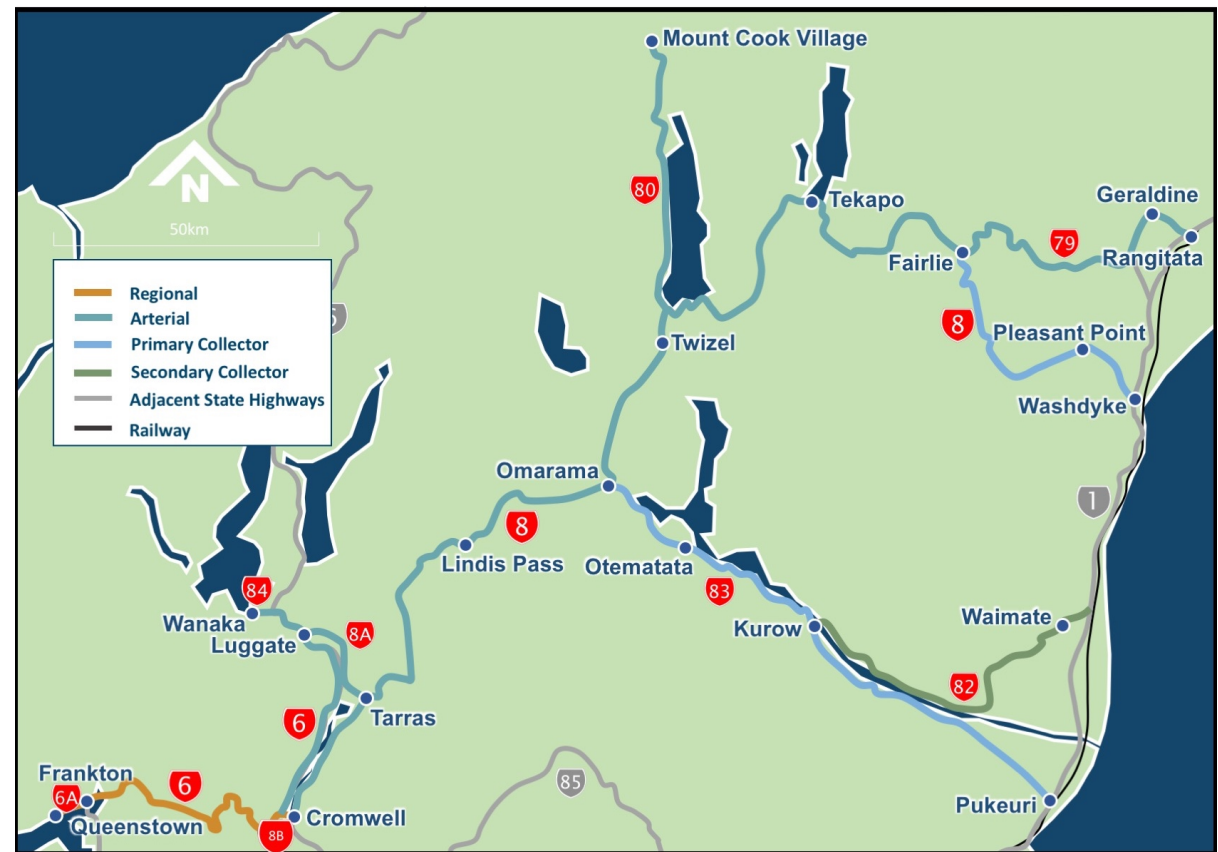 Mount Cook Village
N
50km
80
Tekapo
Geraldine
79
Fairlie
Rangitata
Regional
Arterial
Primary Collector
Secondary Collector
Adjacent State Highways
Railway
8
Pleasant Point
Twizel
Washdyke
Omarama
1
8
Lindis Pass
Otematata
83
84
Wanaka
Luggate
8A
Kurow
Waimate
82
Tarras
6
Frankton
6A
6
85
Queenstown
8B
Cromwell
Pukeuri